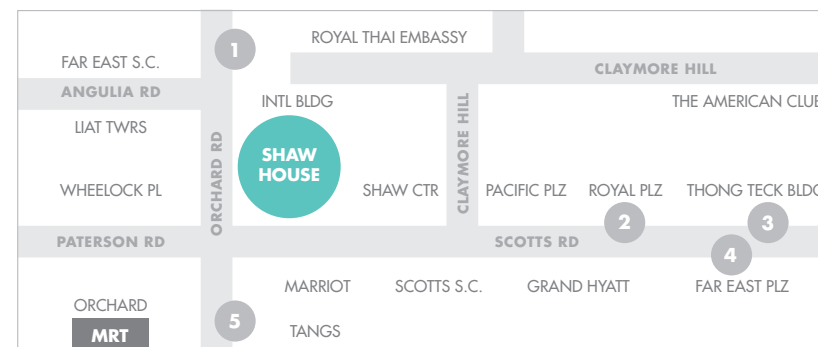 1
ROYAL THAI EMBASSY
FAR EAST S.C.
CLAYMORE HILL
ANGULIA RD
INTL BLDG
THE AMERICAN CLUB
LIAT TWRS
ORCHARD RD
SHAW
HOUSE
CLAYMORE HILL
WHEELOCK PL
SHAW CTR
PACIFIC PLZ
ROYAL PLZ
THONG TECK BLDG
2
3
PATERSON RD
SCOTTS RD
4
MARRIOT
SCOTTS S.C.
GRAND HYATT
FAR EAST PLZ
ORCHARD
MRT
5
TANGS